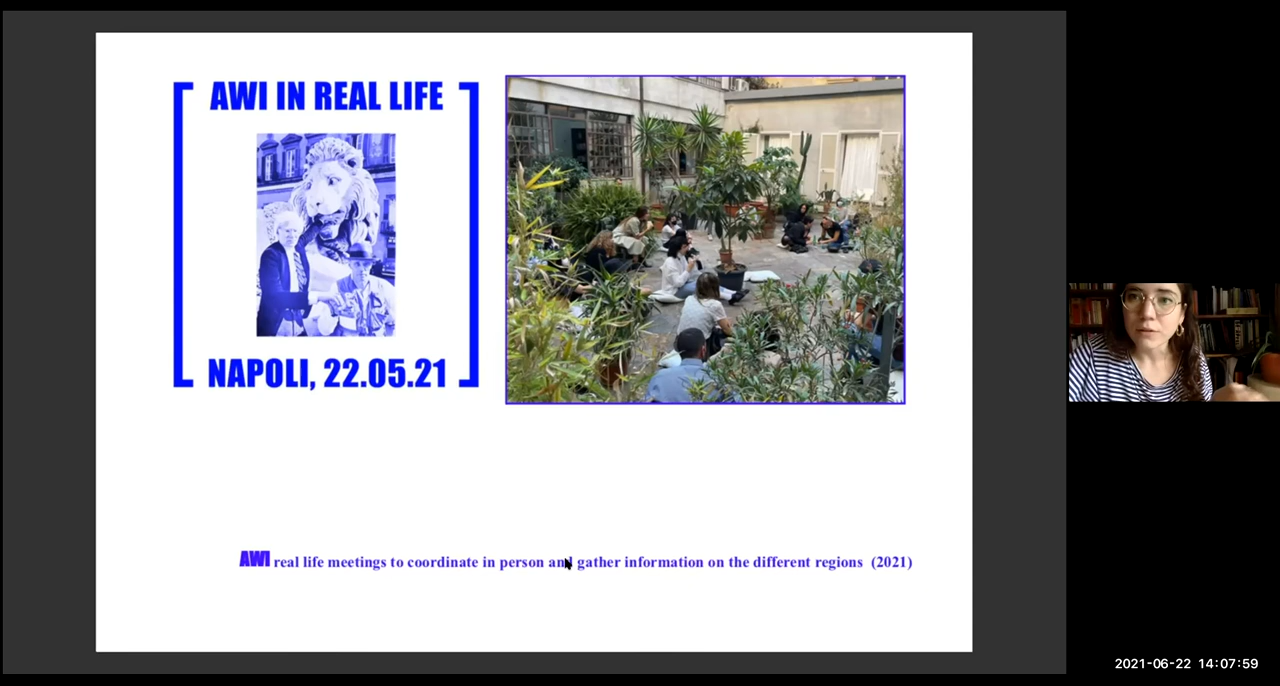 AWI IN REAL LIFE
NAPOLI, 22.05.21
AWI real life meetings to coordinate in person and gather information on the different regions (2021)
2021-06-22 14:07:59